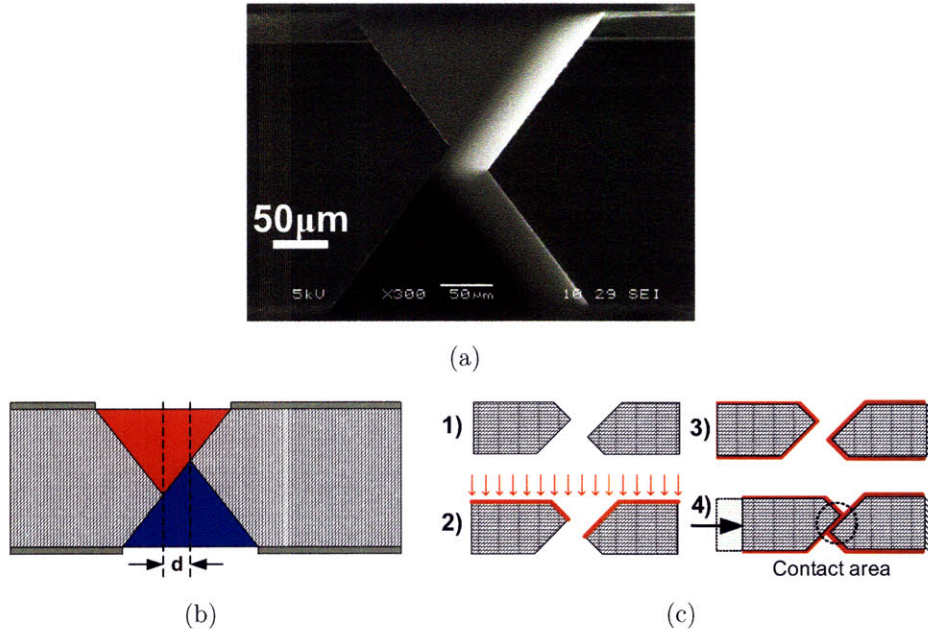 50μm
5kV X300 50μm 10 29 SEI
(a)
d
(b)
1)
2)
3)
4)
Contact area
(c)